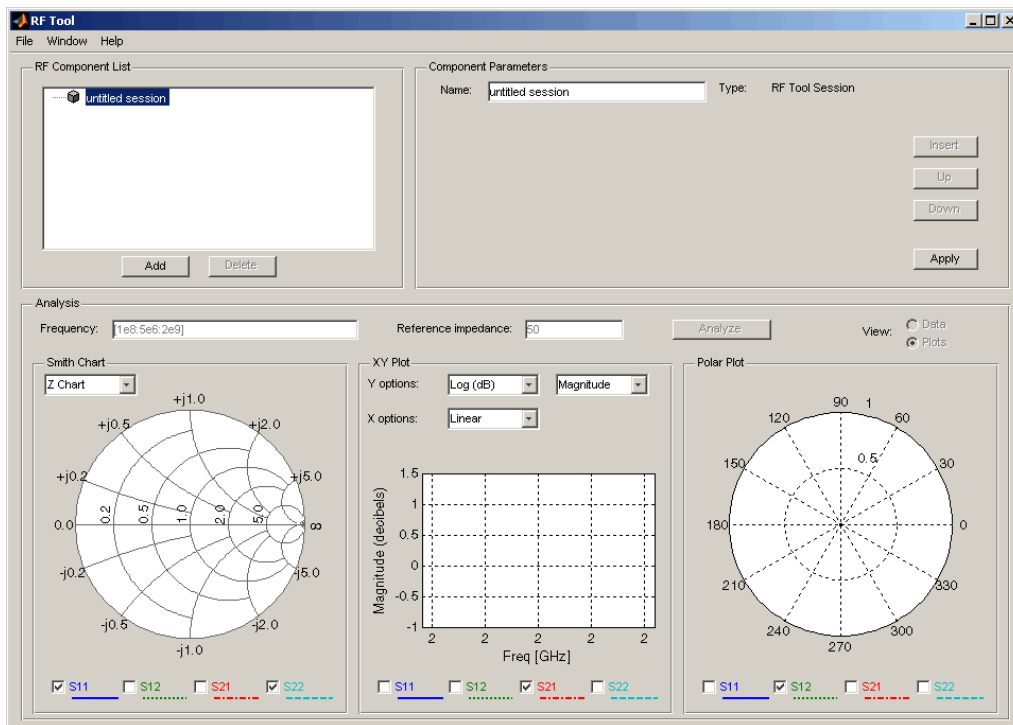 RF Tool
File Window Help
RF Component List
untitled session
Add Delete
Component Parameters
Name: untitled session Type: RF Tool Session
Insert
Up
Down
Apply
Analysis
Frequency: [1e8:5e6:2e9] Reference impedance: 50 Analyze View: Data
Plots
Smith Chart
Z Chart
+j1.0
+j0.5 +j2.0
+j0.2 +j5.0
0.0 0.2 0.5 1.0 2.0 5.0 ∞
-j0.2 -j5.0
-j0.5 -j2.0
-j1.0
S11 S12 S21 S22
XY Plot
Y options: Log (dB) Magnitude
X options: Linear
Magnitude (decibels)
1.5
1
0.5
0
-0.5
-1
2 2 2 2 2
Freq [GHz]
S11 S12 S21 S22
Polar Plot
90 1
120 60
0.5
150 30
180 0
210 330
240 300
270
S11 S12 S21 S22